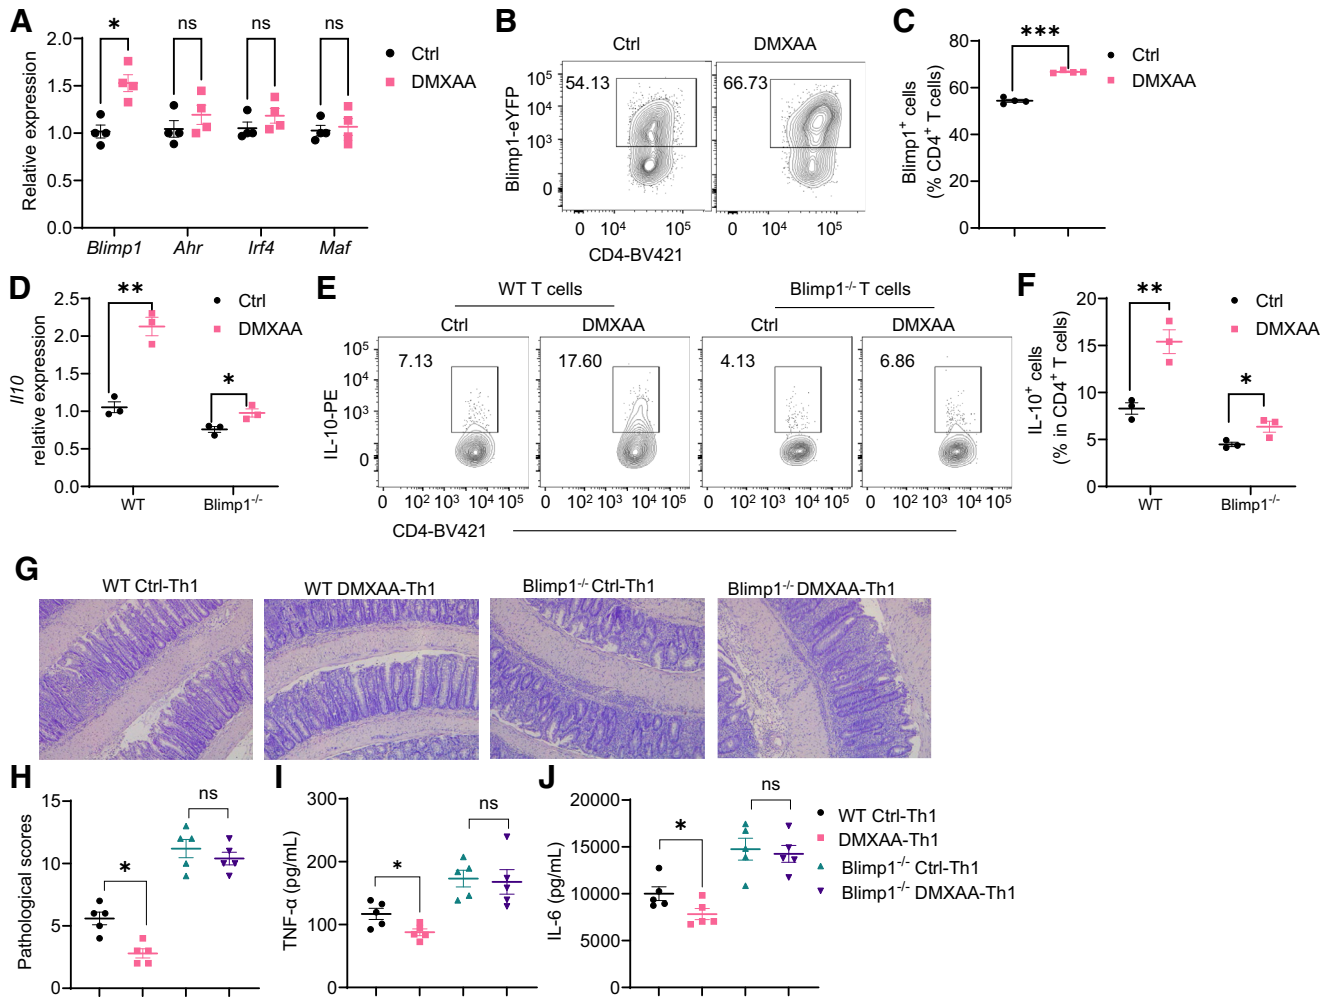 A
* ns ns ns
2.0
1.5
1.0
0.5
0.0
Relative expression
Blimp1 Ahr Irf4 Maf
Ctrl
DMXAA
B
Ctrl DMXAA
54.13 66.73
10⁵
10⁴
10³
0
Blimp1-eYFP
0 10⁴ 10⁵ 0 10⁴ 10⁵
CD4-BV421
C
***
80
60
40
20
0
Blimp1⁺ cells
(% CD4⁺ T cells)
Ctrl
DMXAA
D
** *
2.5
2.0
1.5
1.0
0.5
0.0
Il10
relative expression
WT Blimp1⁻/⁻
Ctrl
DMXAA
E
WT T cells Blimp1⁻/⁻ T cells
Ctrl DMXAA Ctrl DMXAA
7.13 17.60 4.13 6.86
10⁵
10⁴
10³
0
IL-10-PE
0 10² 10³ 10⁴ 10⁵ 0 10² 10³ 10⁴ 10⁵ 0 10² 10³ 10⁴ 10⁵ 0 10² 10³ 10⁴ 10⁵
CD4-BV421
F
** *
20
15
10
5
0
IL-10⁺ cells
(% in CD4⁺ T cells)
WT Blimp1⁻/⁻
Ctrl
DMXAA
G
WT Ctrl-Th1 WT DMXAA-Th1 Blimp1⁻/⁻ Ctrl-Th1 Blimp1⁻/⁻ DMXAA-Th1
H
* ns
15
10
5
0
Pathological scores
I
* ns
300
200
100
0
TNF-α (pg/mL)
J
* ns
20000
15000
10000
5000
0
IL-6 (pg/mL)
WT Ctrl-Th1
DMXAA-Th1
Blimp1⁻/⁻ Ctrl-Th1
Blimp1⁻/⁻ DMXAA-Th1